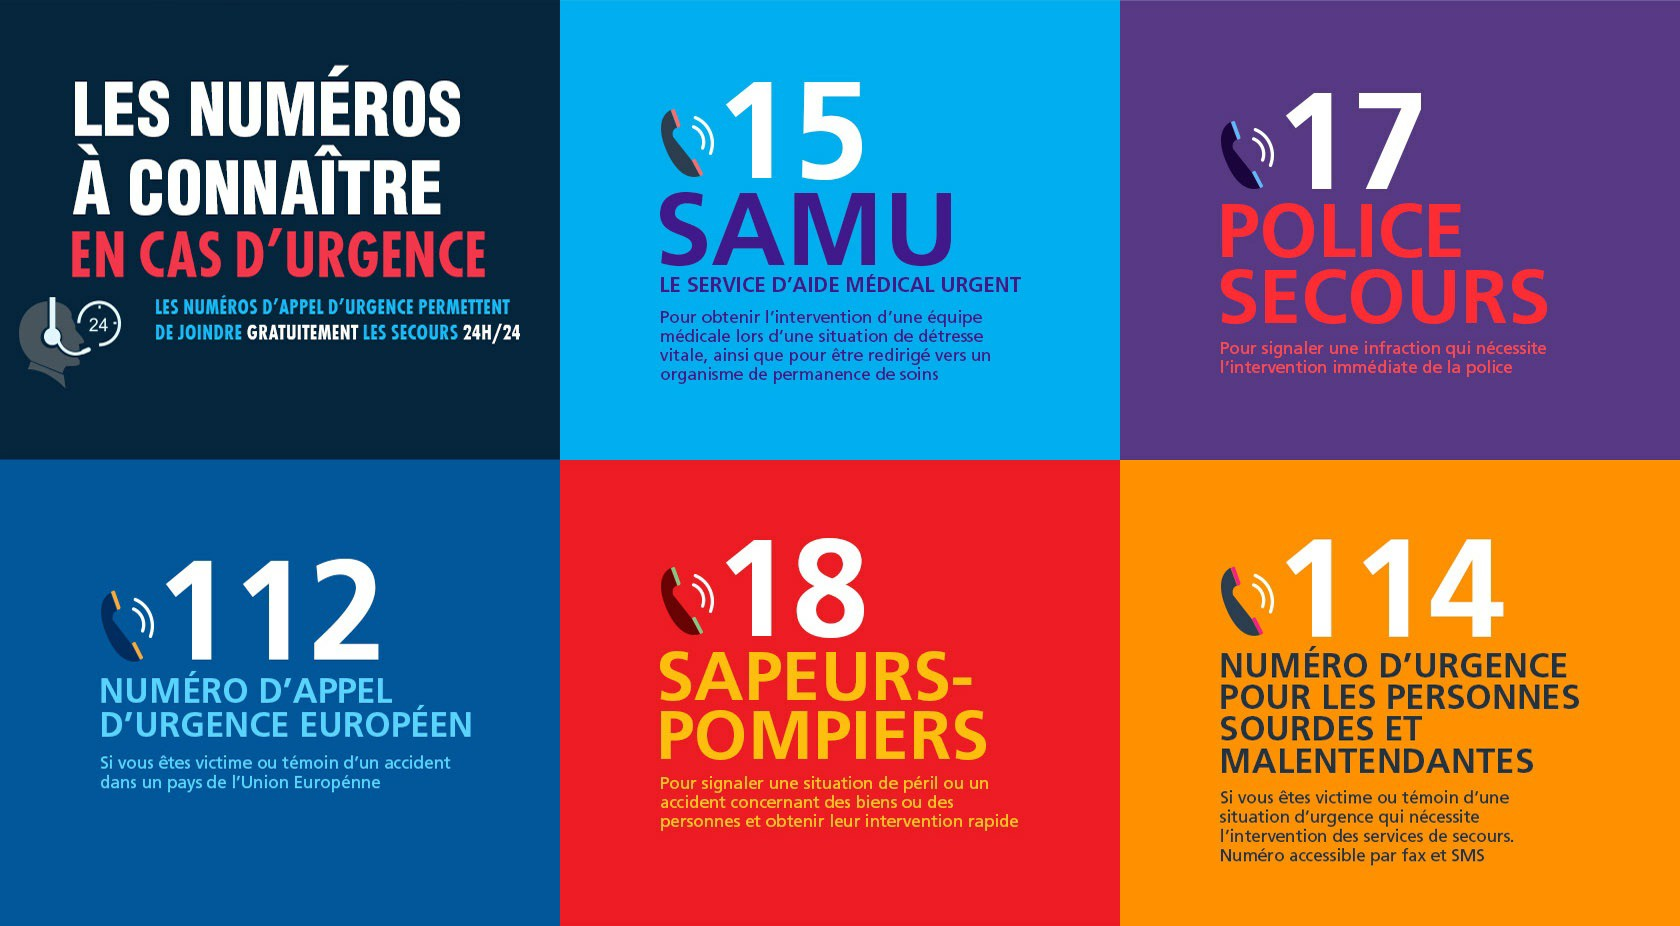 LES NUMÉROS
À CONNAÎTRE
EN CAS D’URGENCE
24
LES NUMÉROS D’APPEL D’URGENCE PERMETTENT
DE JOINDRE GRATUITEMENT LES SECOURS 24H/24
15
SAMU
LE SERVICE D’AIDE MÉDICAL URGENT
Pour obtenir l’intervention d’une équipe
médicale lors d’une situation de détresse
vitale, ainsi que pour être redirigé vers un
organisme de permanence de soins
17
POLICE
SECOURS
Pour signaler une infraction qui nécessite
l’intervention immédiate de la police
112
NUMÉRO D’APPEL
D’URGENCE EUROPÉEN
Si vous êtes victime ou témoin d’un accident
dans un pays de l’Union Europénne
18
SAPEURS-
POMPIERS
Pour signaler une situation de péril ou un
accident concernant des biens ou des
personnes et obtenir leur intervention rapide
114
NUMÉRO D’URGENCE
POUR LES PERSONNES
SOURDES ET
MALENTENDANTES
Si vous êtes victime ou témoin d’une
situation d’urgence qui nécessite
l’intervention des services de secours.
Numéro accessible par fax et SMS